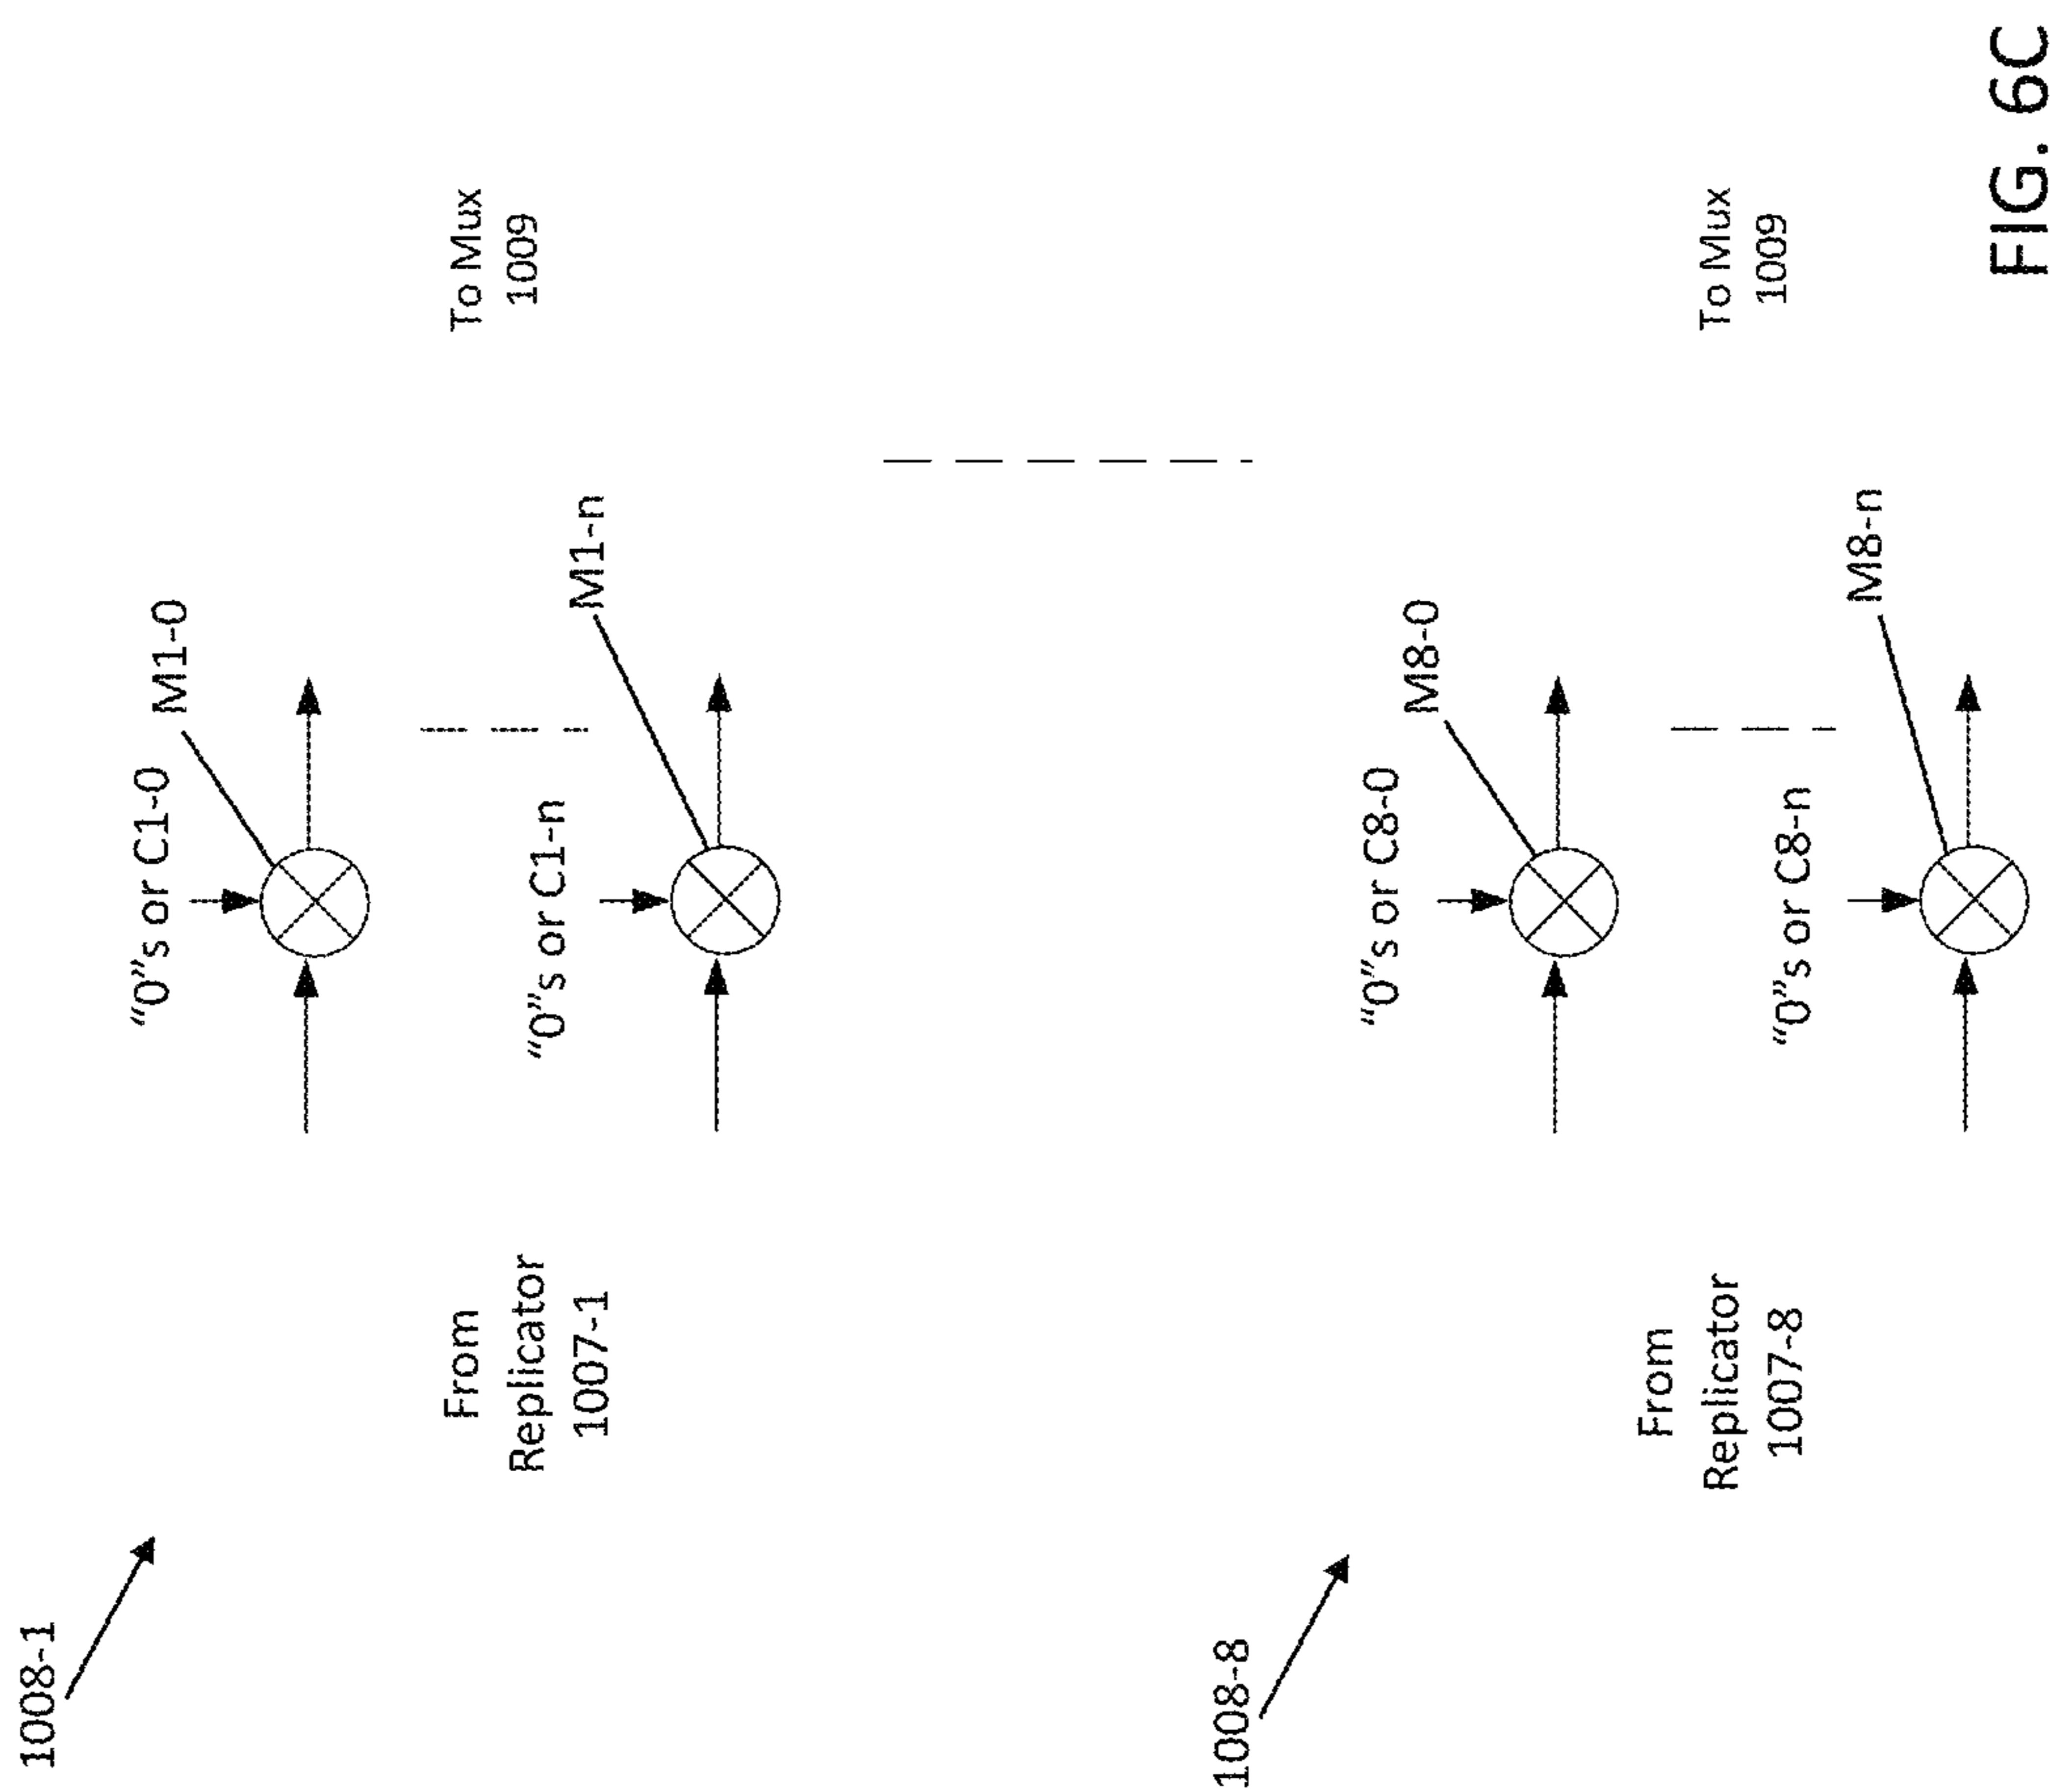 1008-1
"0"s or C1-0
M1-0
From
Replicator
1007-1
"0"s or C1-n
M1-n
To Mux
1009
1008-8
"0"s or C8-0
M8-0
From
Replicator
1007-8
"0"s or C8-n
M8-n
To Mux
1009
FIG. 6C